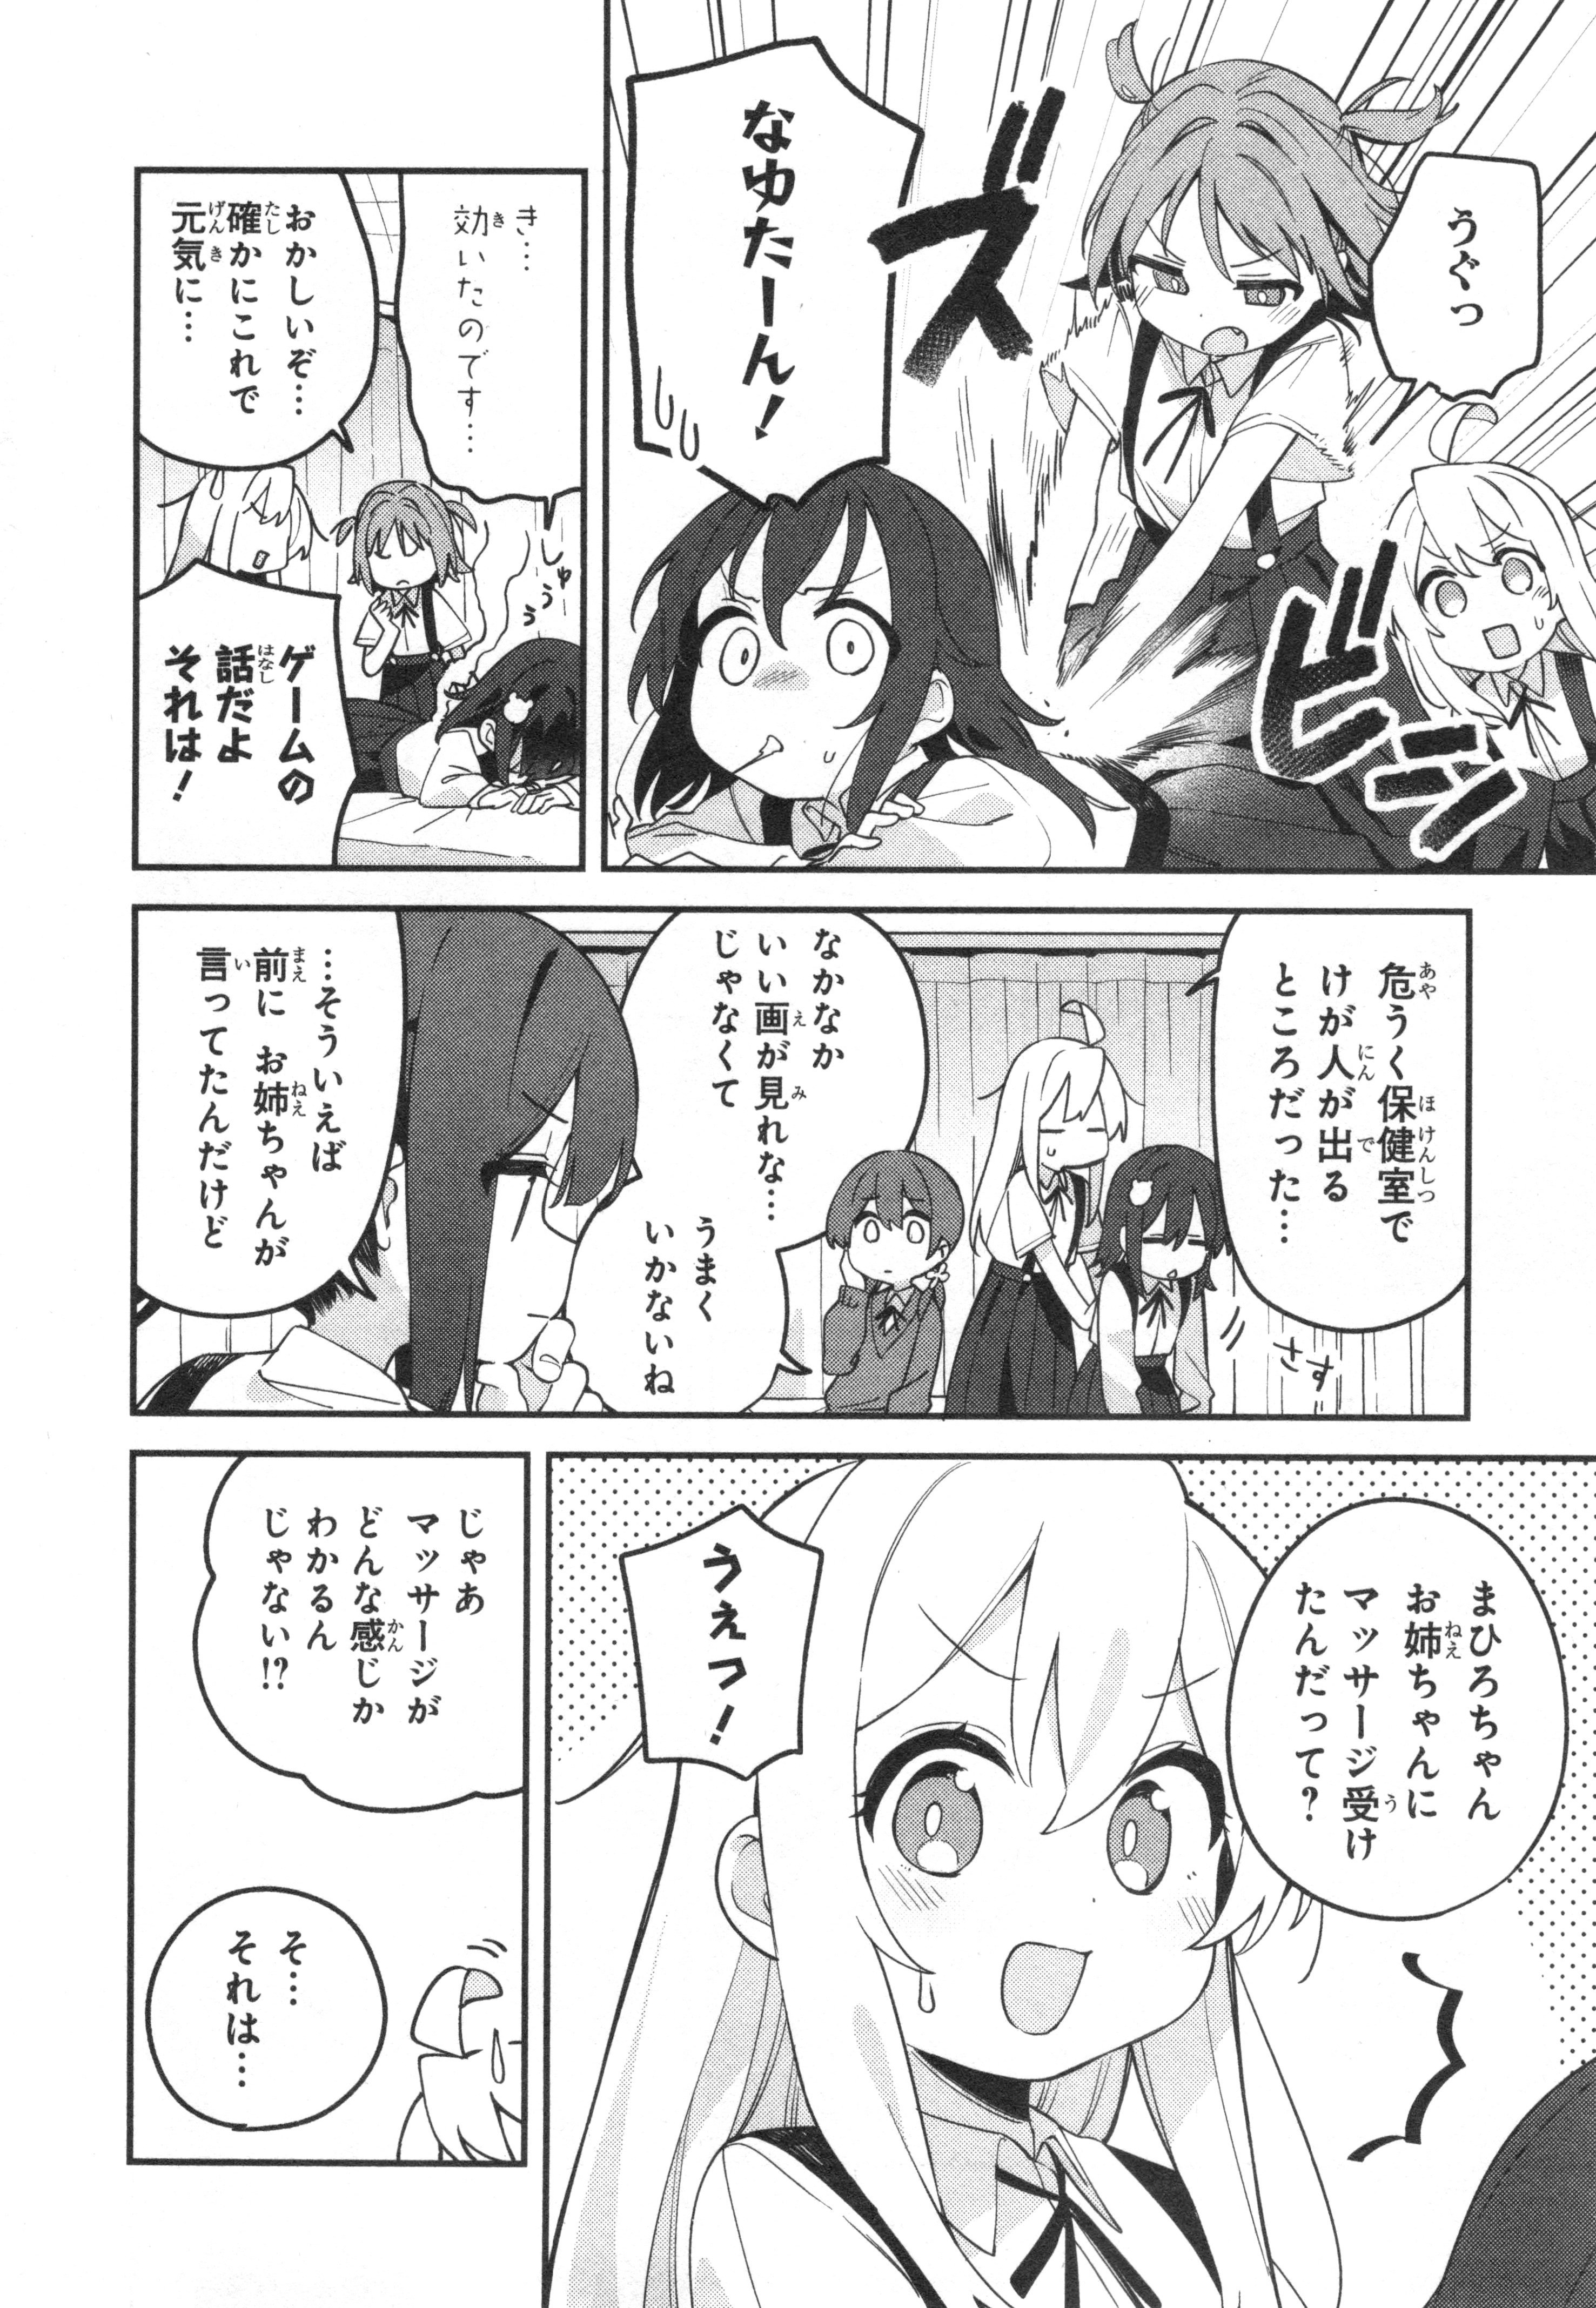 うぐっ
ズビシ
なゆたーん！
き…
効いたのです…
しゅうぅ
おかしいぞ…
確かにこれで
元気に…
ゲームの
話だよ
それは！
危うく保健室で
けが人が出る
ところだった…
さす
なかなか
いい画が見れな…
じゃなくて
うまく
いかないね
…そういえば
前に お姉ちゃんが
言ってたんだけど
まひろちゃん
お姉ちゃんに
マッサージ受け
たんだって？
うぇっ！
じゃあ
マッサージが
どんな感じか
わかるん
じゃない!?
そ…
それは…